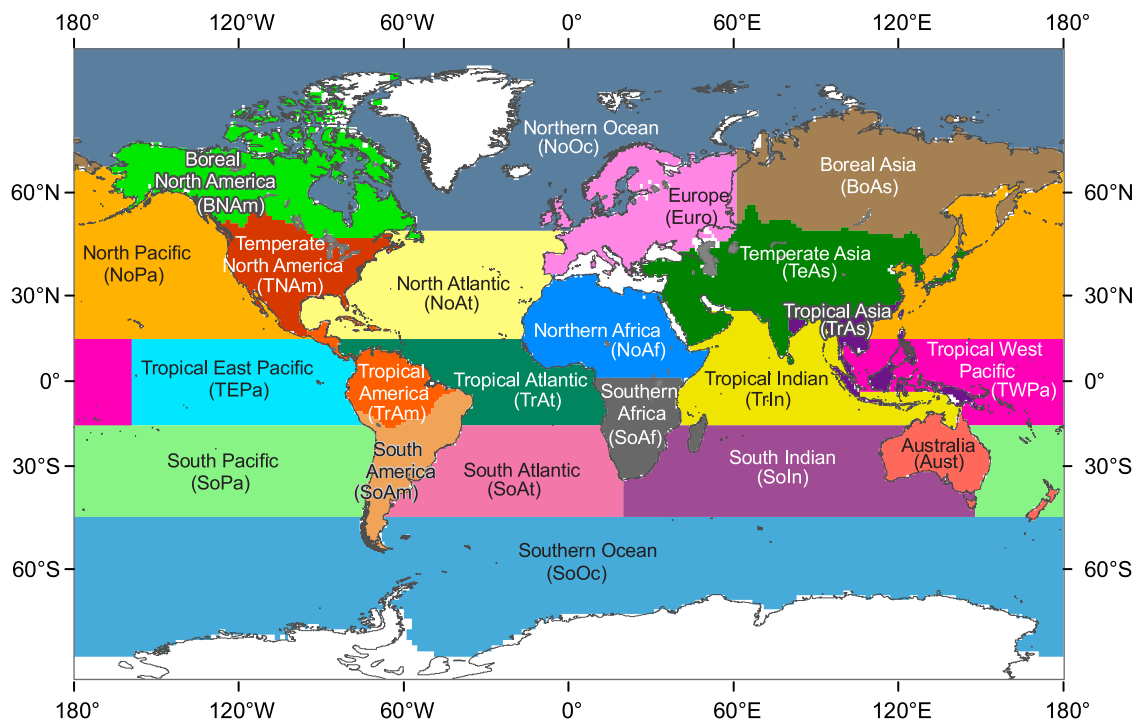 180° 120°W 60°W 0° 60°E 120°E 180°
Northern Ocean
(NoOc)
Boreal
North America
(BNAm)
Boreal Asia
(BoAs)
60°N
60°N
Europe
(Euro)
North Pacific
(NoPa)
Temperate
North America
(TNAm)
Temperate Asia
(TeAs)
North Atlantic
(NoAt)
30°N
30°N
Tropical Asia
(TrAs)
Northern Africa
(NoAf)
Tropical East Pacific
(TEPa)
Tropical
America
(TrAm)
Tropical Atlantic
(TrAt)
Tropical Indian
(TrIn)
Tropical West
Pacific
(TWPa)
0°
0°
Southern
Africa
(SoAf)
South Pacific
(SoPa)
South
America
(SoAm)
South Atlantic
(SoAt)
South Indian
(SoIn)
Australia
(Aust)
30°S
30°S
Southern Ocean
(SoOc)
60°S
60°S
180° 120°W 60°W 0° 60°E 120°E 180°